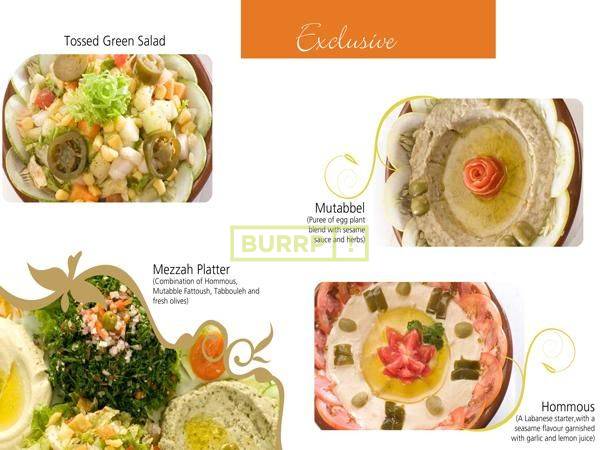 Exclusive
Tossed Green Salad
Mutabbel
(Puree of egg plant
blend with sesame
sauce and herbs)
BURRP!
Mezzah Platter
(Combination of Hommous,
Mutabble Fattoush, Tabbouleh and
fresh olives)
Hommous
(A Labanese starter,with a
seasame flavour garnished
with garlic and lemon juice)